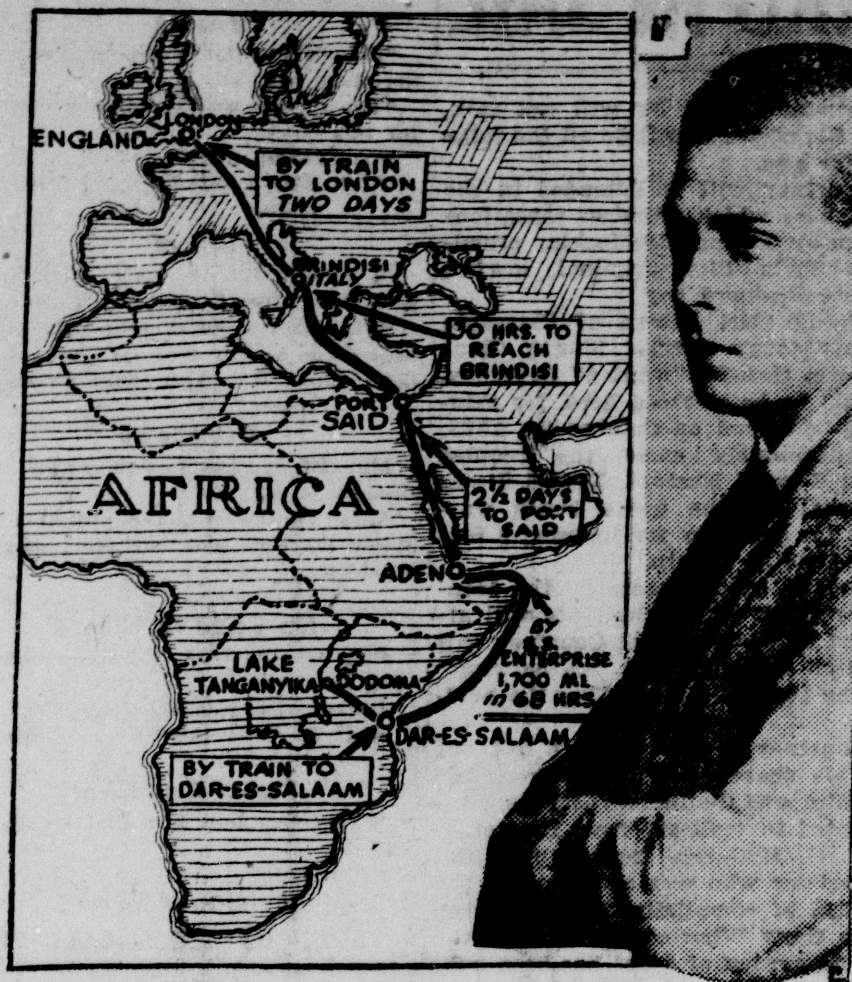 LONDON
ENGLAND
BY TRAIN
TO LONDON
TWO DAYS
BRINDISI
ITALY
30 HRS. TO
REACH
BRINDISI
PORT
SAID
AFRICA
2½ DAYS
TO PORT
SAID
ADEN
BY
S.S.
ENTERPRISE
1,700 MI.
in 68 HRS
LAKE
TANGANYIKA
DODOMA
DAR-ES-SALAAM
BY TRAIN TO
DAR-ES-SALAAM